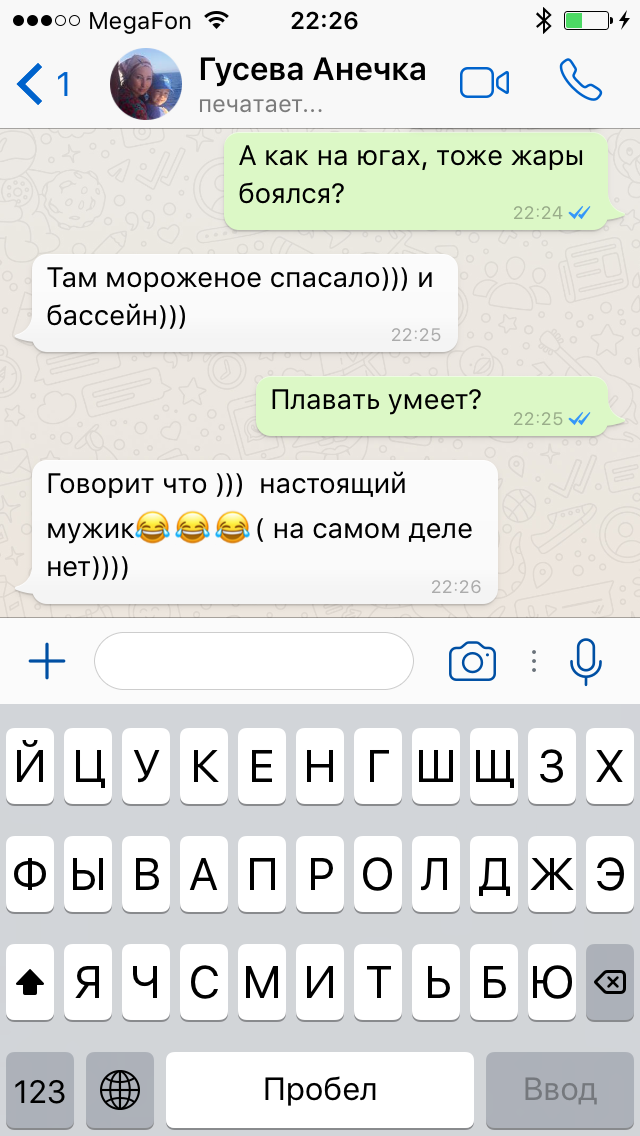 MegaFon 22:26
1 Гусева Анечка
печатает...
А как на югах, тоже жары
боялся?
22:24
Там мороженое спасало))) и
бассейн)))
22:25
Плавать умеет?
22:25
Говорит что )))  настоящий
мужик😂😂😂( на самом деле
нет))))
22:26
Й Ц У К Е Н Г Ш Щ З Х
Ф Ы В А П Р О Л Д Ж Э
Я Ч С М И Т Ь Б Ю
123 Пробел Ввод